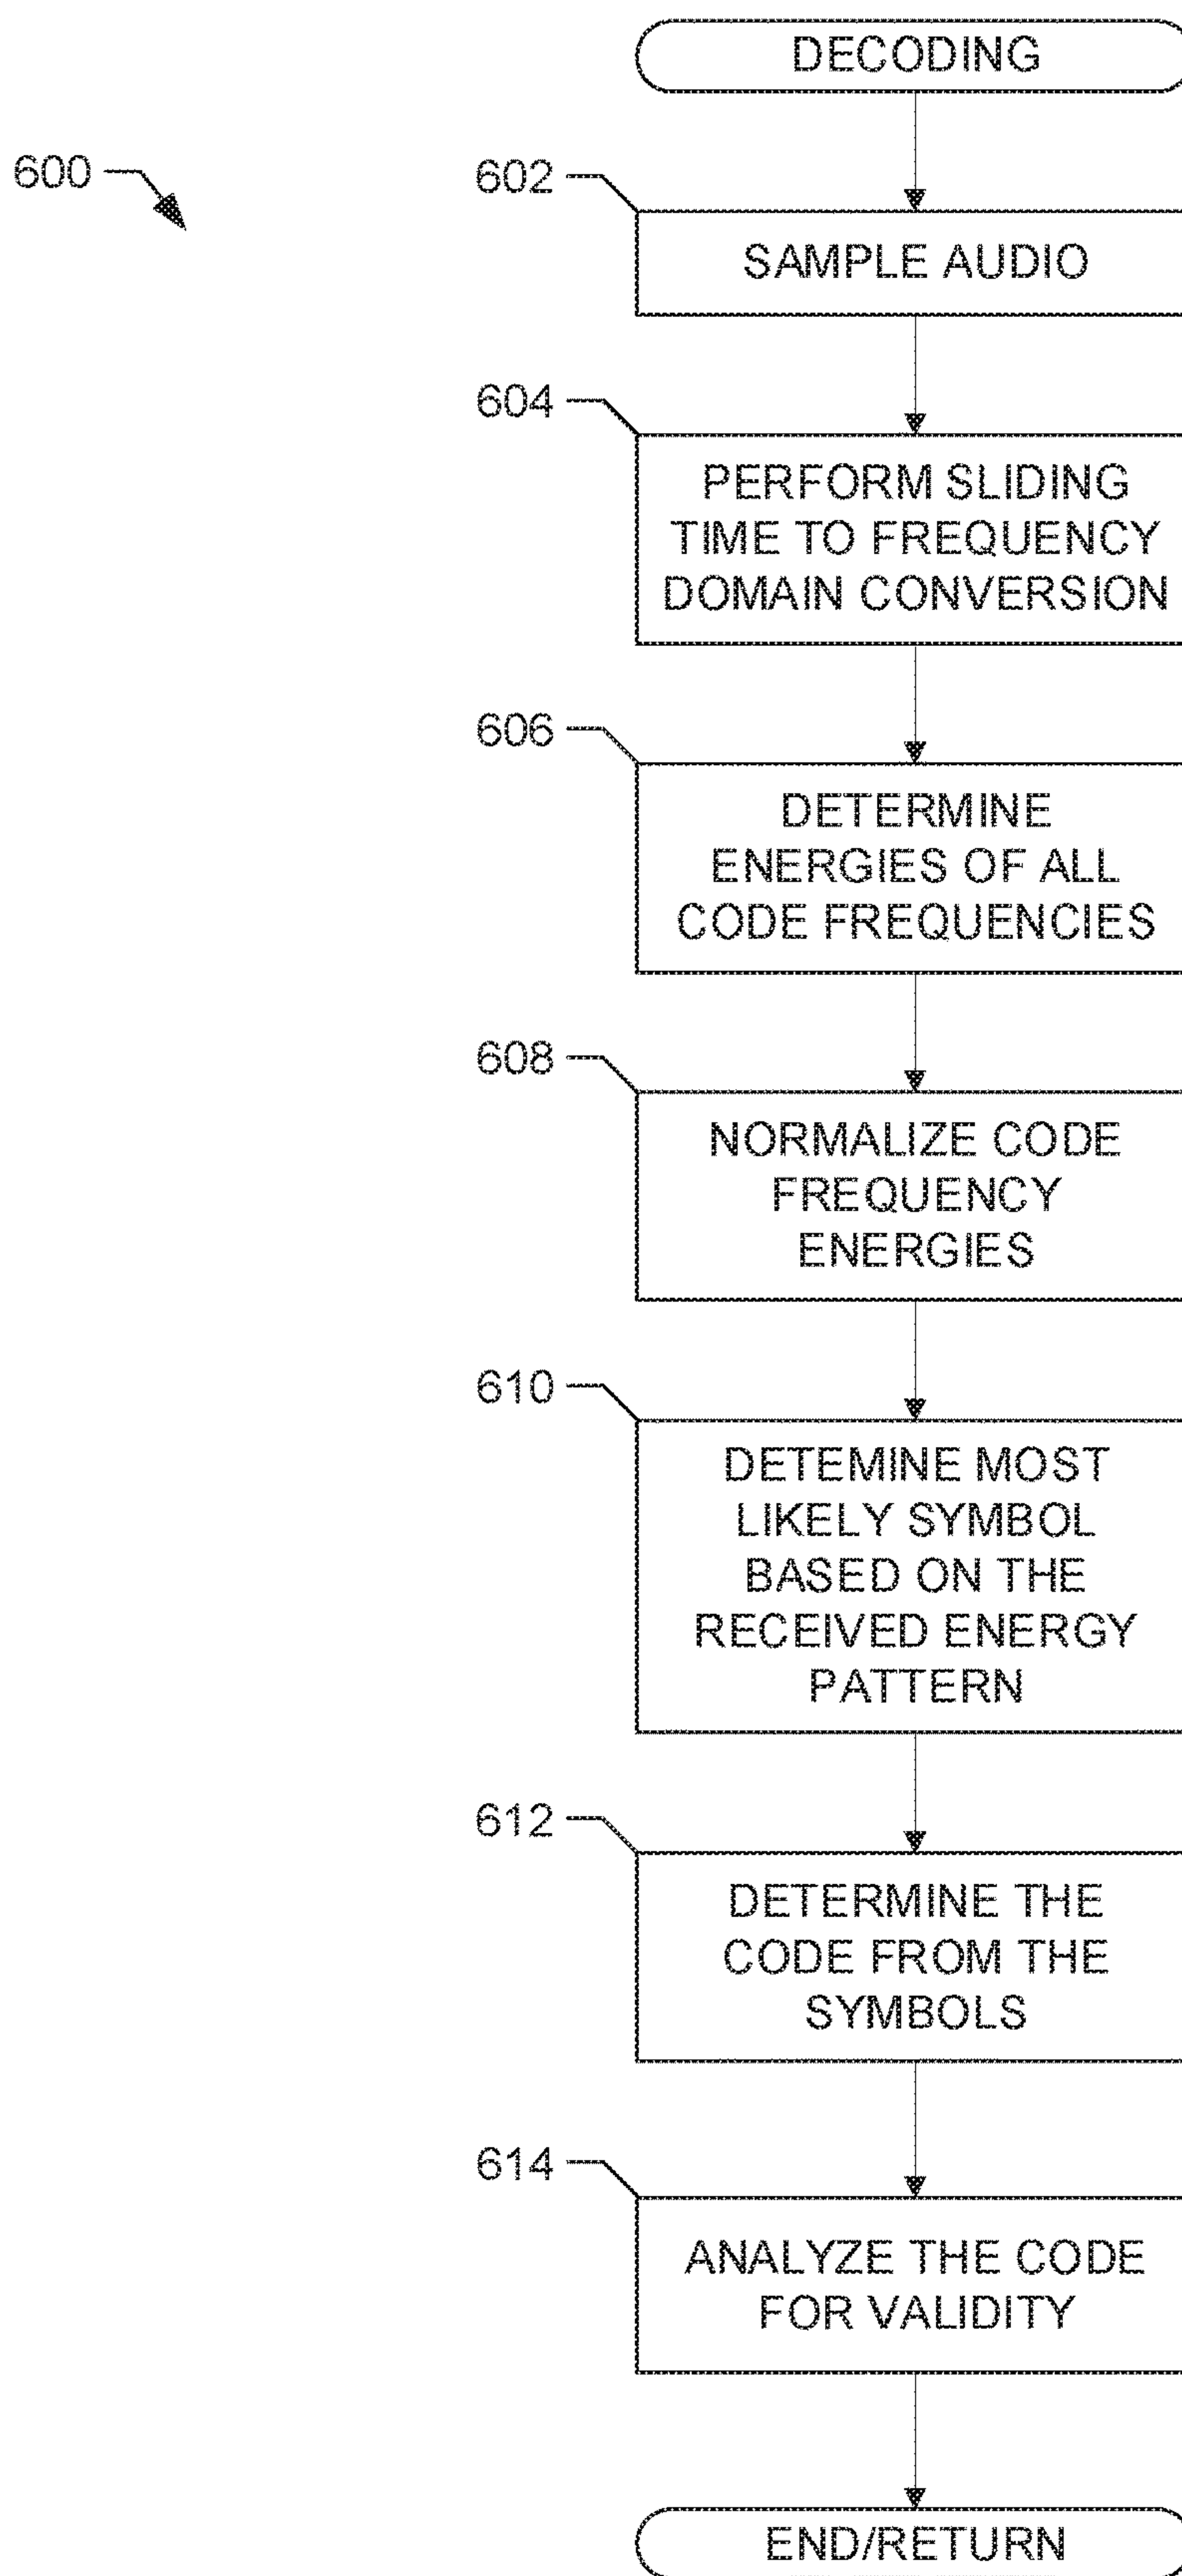 DECODING
600
602
SAMPLE AUDIO
604
PERFORM SLIDING
TIME TO FREQUENCY
DOMAIN CONVERSION
606
DETERMINE
ENERGIES OF ALL
CODE FREQUENCIES
608
NORMALIZE CODE
FREQUENCY
ENERGIES
610
DETEMINE MOST
LIKELY SYMBOL
BASED ON THE
RECEIVED ENERGY
PATTERN
612
DETERMINE THE
CODE FROM THE
SYMBOLS
614
ANALYZE THE CODE
FOR VALIDITY
END/RETURN